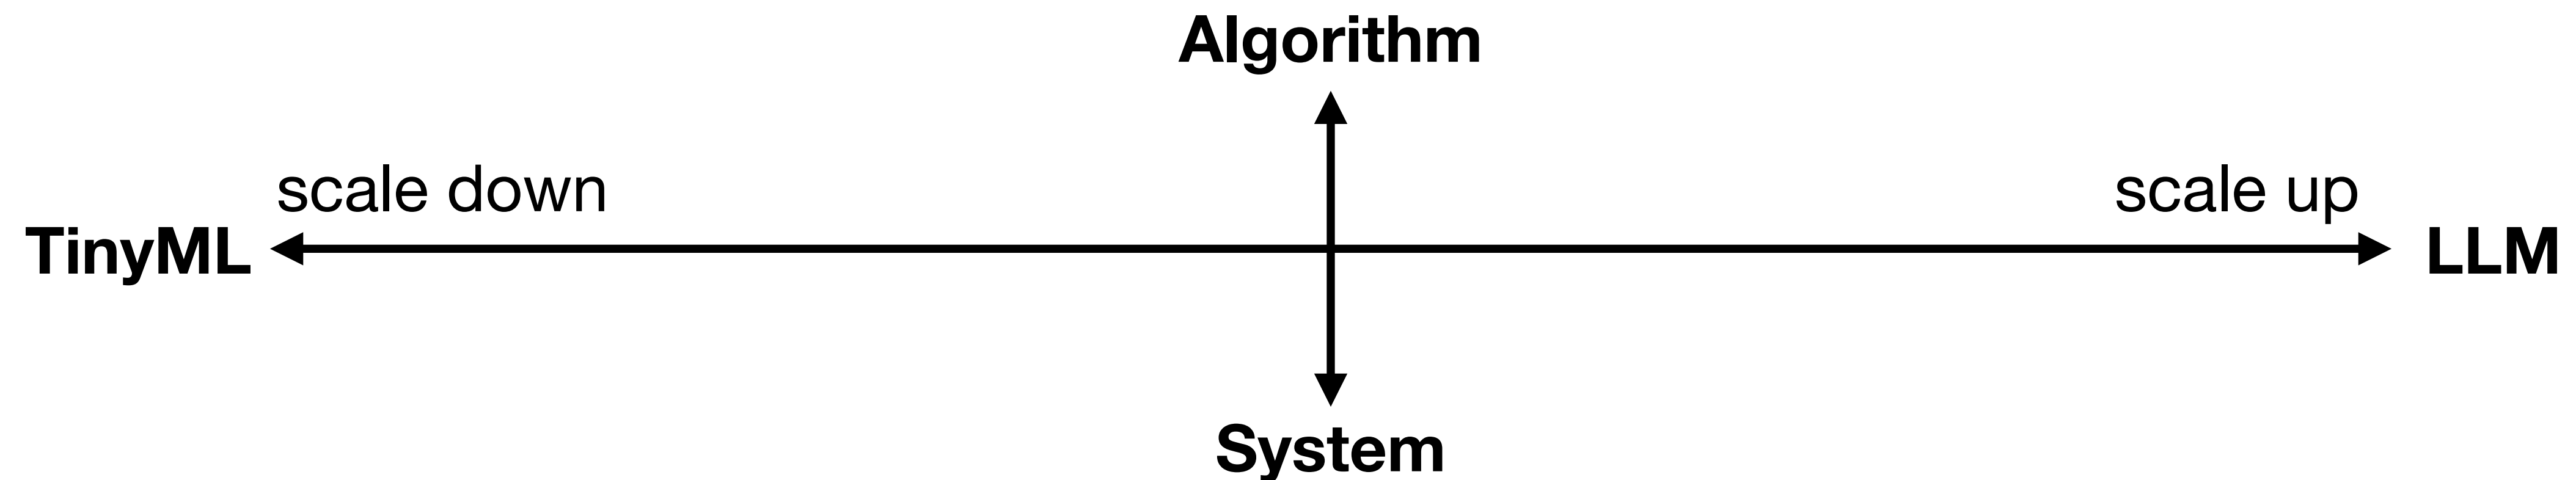 Algorithm
scale down
scale up
TinyML
LLM
System